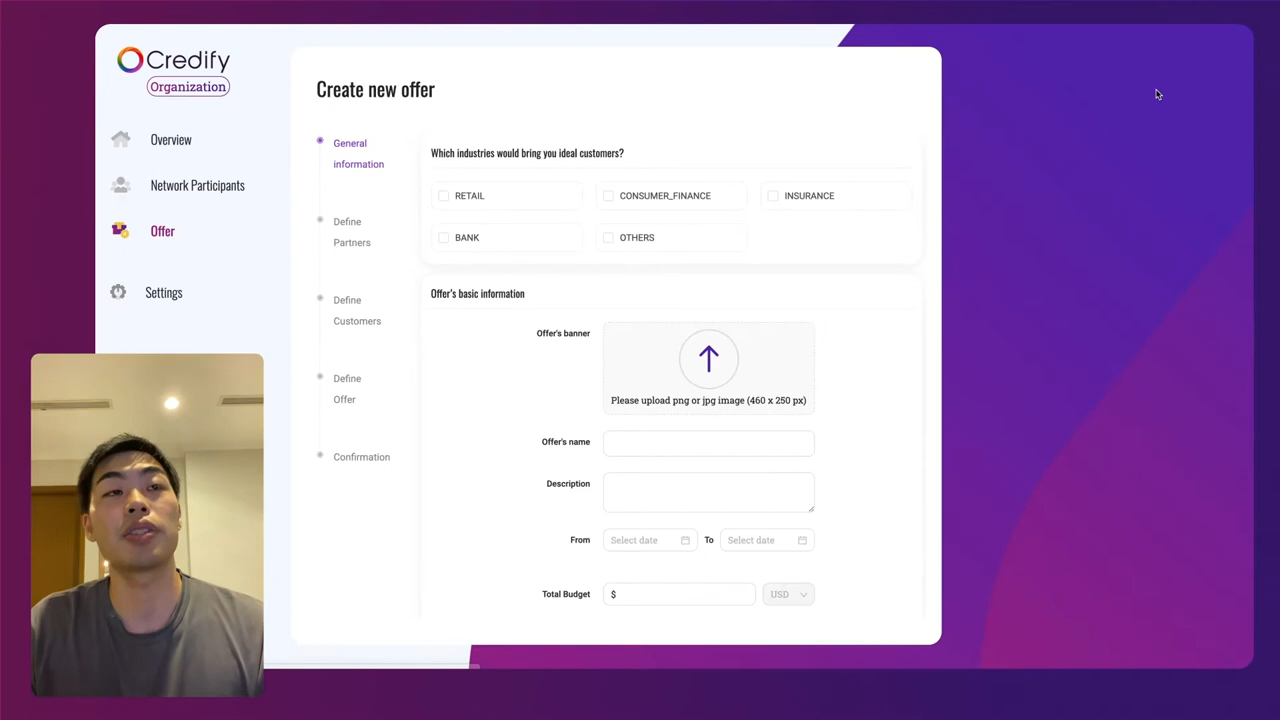 Credify
Organization
Overview
Network Participants
Offer
Settings
Create new offer
General
information
Define
Partners
Define
Customers
Define
Offer
Confirmation
Which industries would bring you ideal customers?
RETAIL
CONSUMER_FINANCE
INSURANCE
BANK
OTHERS
Offer's basic information
Offer's banner
Please upload png or jpg image (460 x 250 px)
Offer's name
Description
From
Select date
To
Select date
Total Budget
$
USD